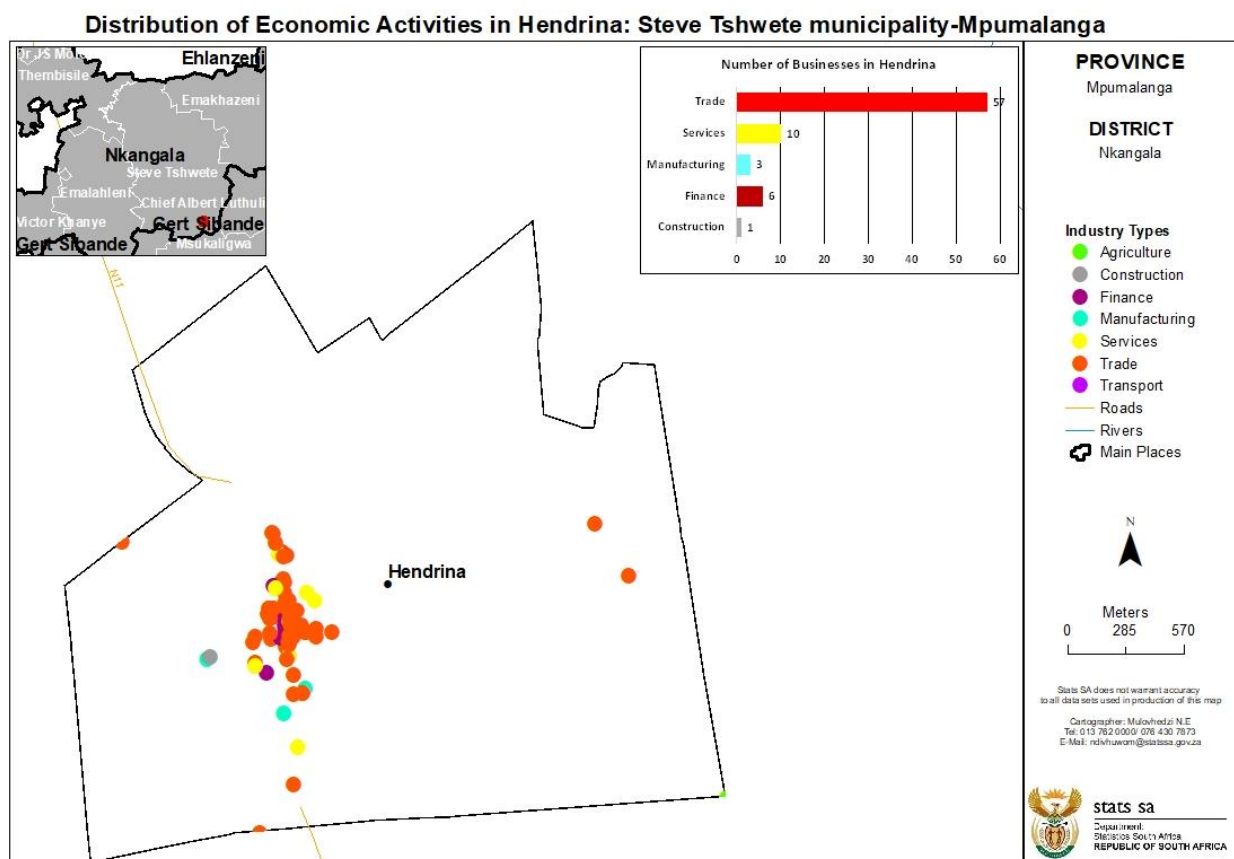 Distribution of Economic Activities in Hendrina: Steve Tshwete municipality-Mpumalanga
Ehlanzeni
Thembisile
Emakhazeni
Nkangala
Steve Tshwete
Emalahleni
Chief Albert Luthuli
Victor Khanye
Gert Sibande
Gert Sibande
Msukaligwa
Number of Businesses in Hendrina
Trade
57
Services
10
Manufacturing
3
Finance
6
Construction
1
0 10 20 30 40 50 60
N11
Hendrina
PROVINCE
Mpumalanga
DISTRICT
Nkangala
Industry Types
Agriculture
Construction
Finance
Manufacturing
Services
Trade
Transport
Roads
Rivers
Main Places
N
Meters
0 285 570
Stats SA does not warrant accuracy
to all data sets used in production of this map
Cartographer: Mulovhedzi N.E
Tel: 013 762 0000/ 076 430 7873
E-Mail: ndivhuwom@statssa.gov.za
stats sa
Department:
Statistics South Africa
REPUBLIC OF SOUTH AFRICA